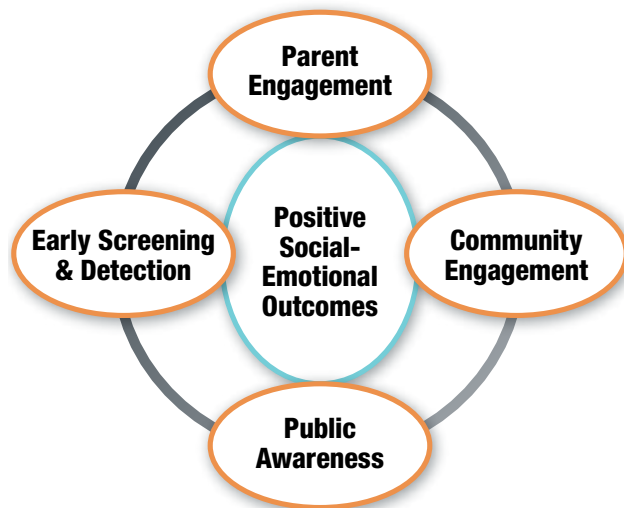 Parent
Engagement
Early Screening
& Detection
Positive
Social-
Emotional
Outcomes
Community
Engagement
Public
Awareness